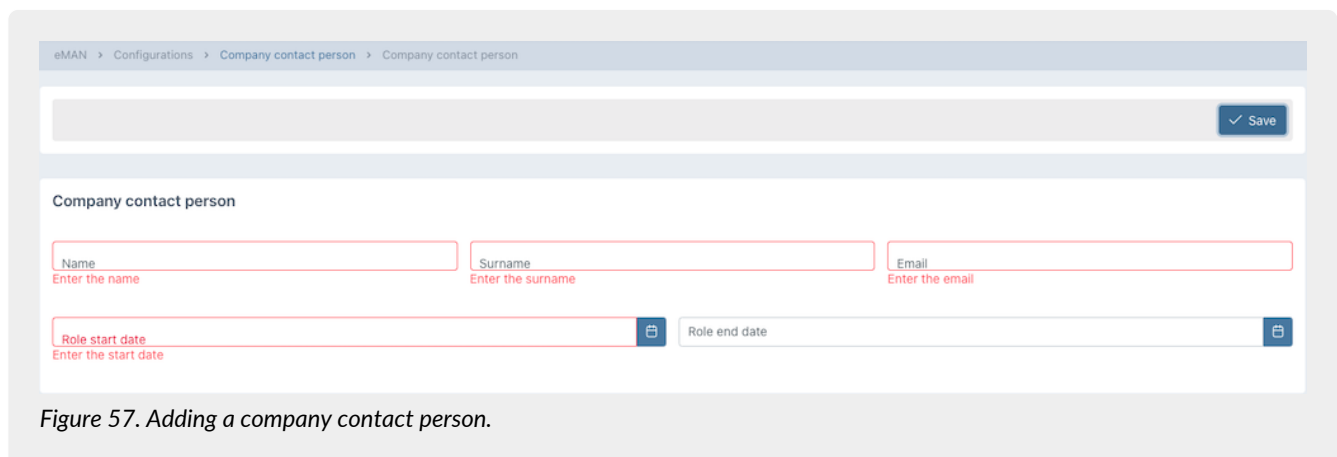 eMAN > Configurations > Company contact person > Company contact person
Save
Company contact person
Name Surname Email
Enter the name Enter the surname Enter the email
Role start date Role end date
Enter the start date
Figure 57. Adding a company contact person.